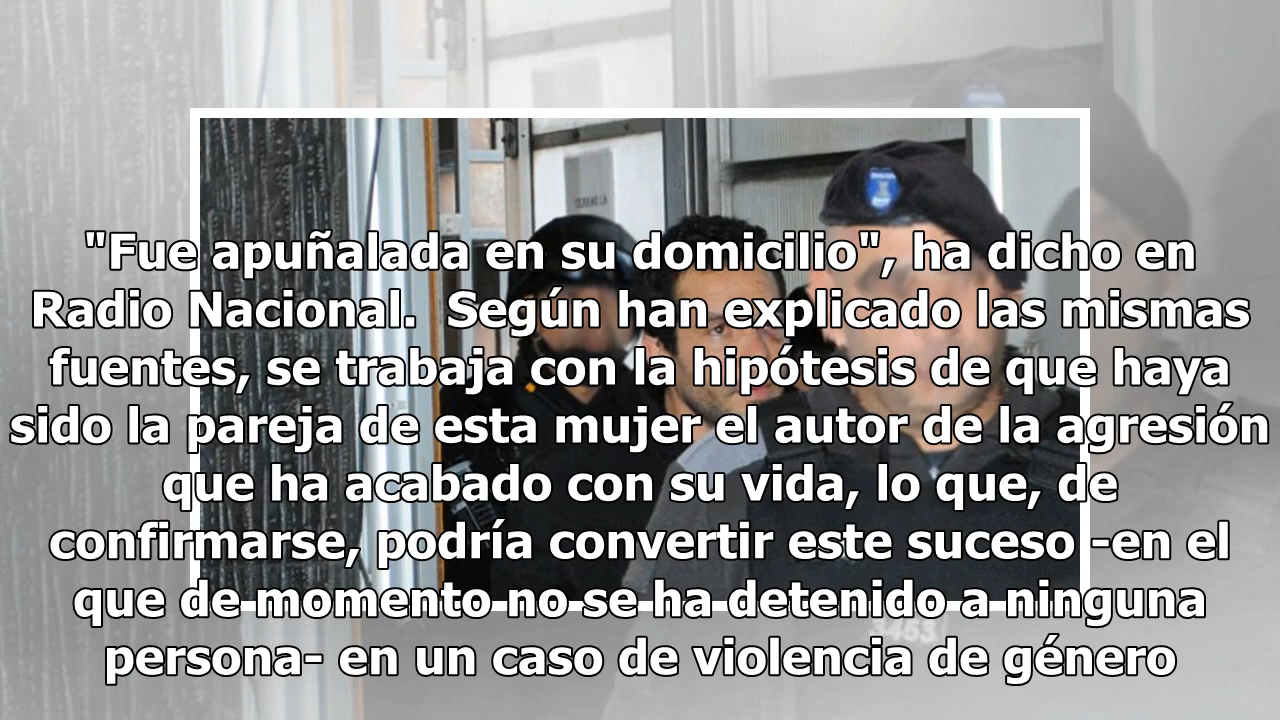 CERRAD LA
"Fue apuñalada en su domicilio", ha dicho en
Radio Nacional.  Según han explicado las mismas
fuentes, se trabaja con la hipótesis de que haya
sido la pareja de esta mujer el autor de la agresión
que ha acabado con su vida, lo que, de
confirmarse, podría convertir este suceso -en el
que de momento no se ha detenido a ninguna
persona- en un caso de violencia de género
3453